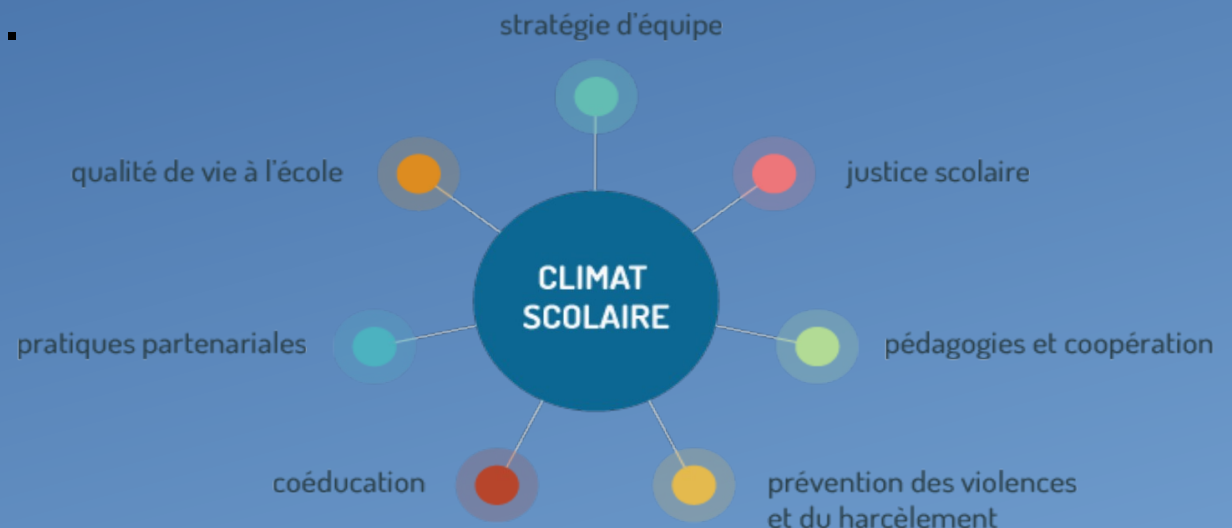 stratégie d'équipe
qualité de vie à l'école
justice scolaire
CLIMAT
SCOLAIRE
pratiques partenariales
pédagogies et coopération
coéducation
prévention des violences
et du harcèlement